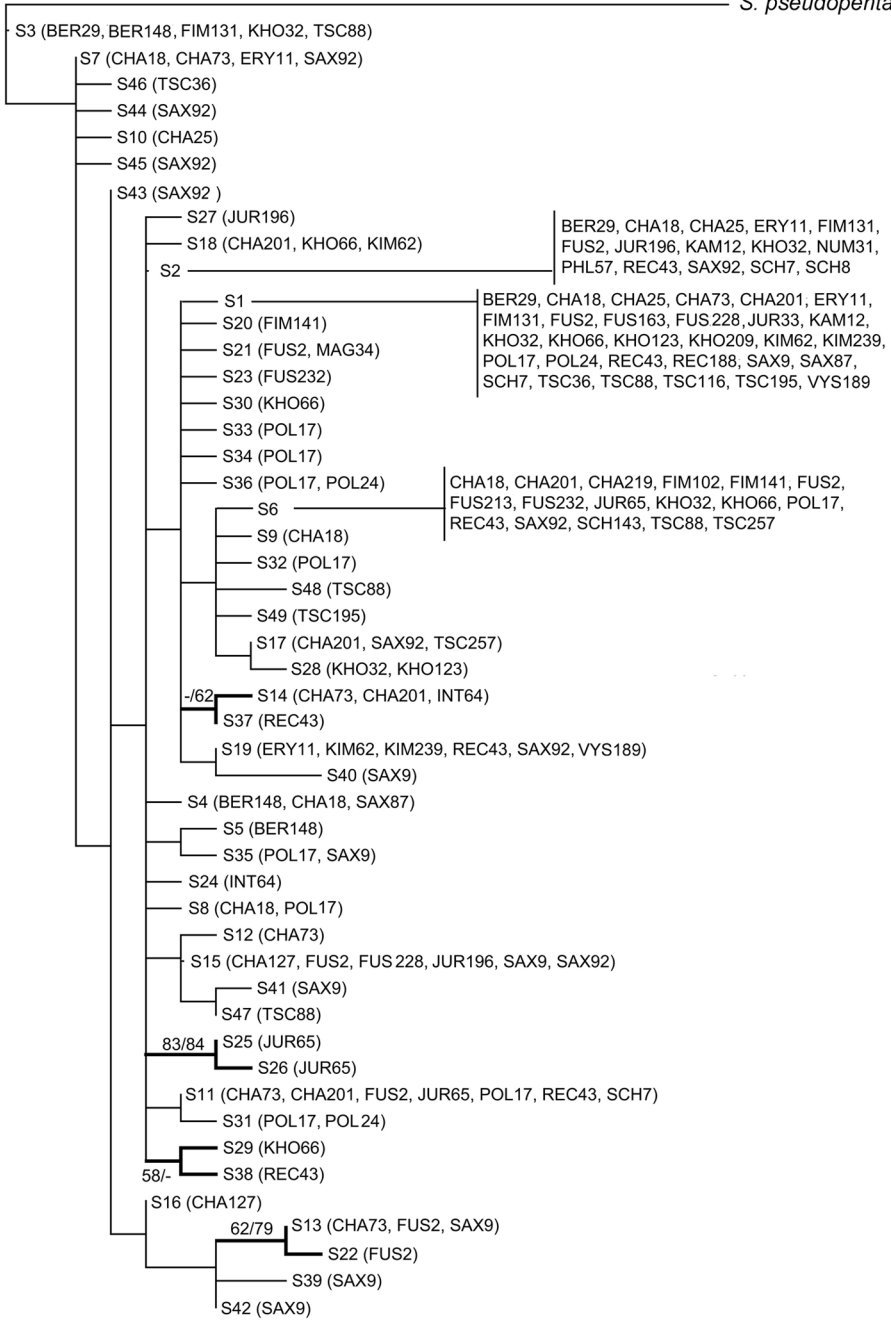 S. pseudopenta
S3 (BER29, BER148, FIM131, KHO32, TSC88)
S7 (CHA18, CHA73, ERY11, SAX92)
S46 (TSC36)
S44 (SAX92)
S10 (CHA25)
S45 (SAX92)
S43 (SAX92 )
S27 (JUR196)
S18 (CHA201, KHO66, KIM62)
S2
BER29, CHA18, CHA25, ERY11, FIM131,
FUS2, JUR196, KAM12, KHO32, NUM31,
PHL57, REC43, SAX92, SCH7, SCH8
S1
BER29, CHA18, CHA25, CHA73, CHA201, ERY11,
FIM131, FUS2, FUS163, FUS228, JUR33, KAM12,
KHO32, KHO66, KHO123, KHO209, KIM62, KIM239,
POL17, POL24, REC43, REC188, SAX9, SAX87,
SCH7, TSC36, TSC88, TSC116, TSC195, VYS189
S20 (FIM141)
S21 (FUS2, MAG34)
S23 (FUS232)
S30 (KHO66)
S33 (POL17)
S34 (POL17)
S36 (POL17, POL24)
S6
CHA18, CHA201, CHA219, FIM102, FIM141, FUS2,
FUS213, FUS232, JUR65, KHO32, KHO66, POL17,
REC43, SAX92, SCH143, TSC88, TSC257
S9 (CHA18)
S32 (POL17)
S48 (TSC88)
S49 (TSC195)
S17 (CHA201, SAX92, TSC257)
S28 (KHO32, KHO123)
-/62
S14 (CHA73, CHA201, INT64)
S37 (REC43)
S19 (ERY11, KIM62, KIM239, REC43, SAX92, VYS189)
S40 (SAX9)
S4 (BER148, CHA18, SAX87)
S5 (BER148)
S35 (POL17, SAX9)
S24 (INT64)
S8 (CHA18, POL17)
S12 (CHA73)
S15 (CHA127, FUS2, FUS228, JUR196, SAX9, SAX92)
S41 (SAX9)
S47 (TSC88)
83/84
S25 (JUR65)
S26 (JUR65)
S11 (CHA73, CHA201, FUS2, JUR65, POL17, REC43, SCH7)
S31 (POL17, POL24)
S29 (KHO66)
58/-
S38 (REC43)
S16 (CHA127)
62/79
S13 (CHA73, FUS2, SAX9)
S22 (FUS2)
S39 (SAX9)
S42 (SAX9)